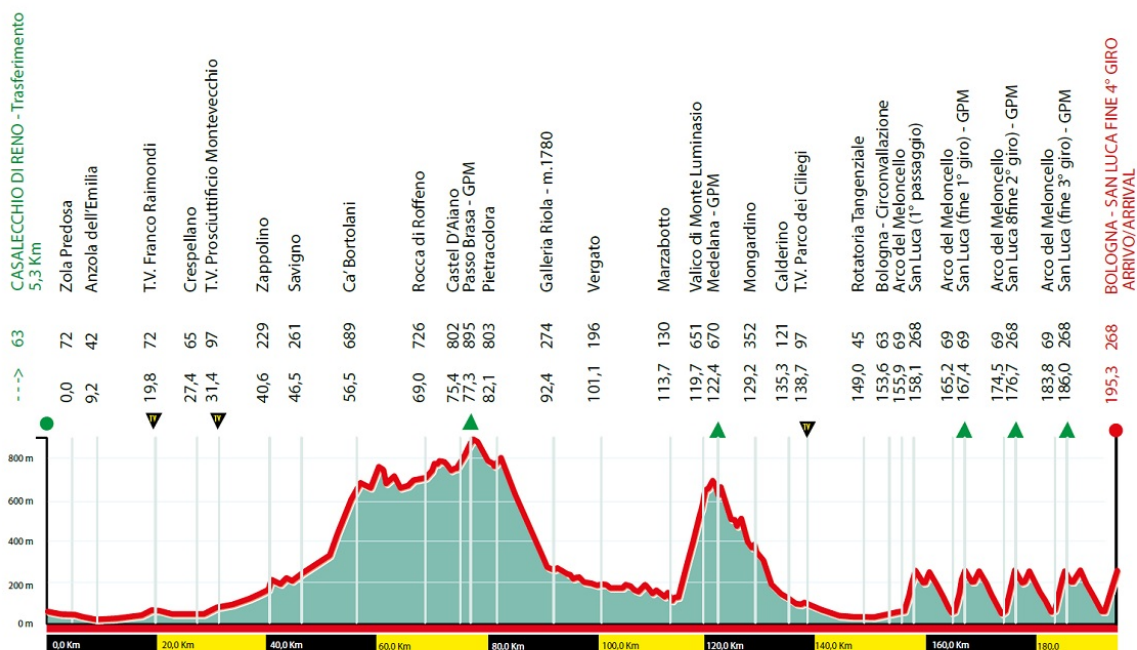 CASALECCHIO DI RENO - Trasferimento
5,3 Km
63
--->
Zola Predosa 72 0,0
Anzola dell'Emilia 42 9,2
T.V. Franco Raimondi 72 19,8
Crespellano 65 27,4
T.V. Prosciuttificio Montevecchio 97 31,4
Zappolino 229 40,6
Savigno 261 46,5
Ca' Bortolani 689 56,5
Rocca di Roffeno 726 69,0
Castel D'Aiano 802 75,4
Passo Brasa - GPM 895 77,3
Pietracolora 803 82,1
Galleria Riola - m.1780 274 92,4
Vergato 196 101,1
Marzabotto 130 113,7
Valico di Monte Luminasio 651 119,7
Medelana - GPM 670 122,4
Mongardino 352 129,2
Calderino 121 135,3
T.V. Parco dei Ciliegi 97 138,7
Rotatoria Tangenziale 45 149,0
Bologna - Circonvallazione 63 153,6
Arco del Meloncello 69 155,9
San Luca (1° passaggio) 268 158,1
Arco del Meloncello 69 165,2
San Luca (fine 1° giro) - GPM 69 167,4
Arco del Meloncello 69 174,5
San Luca 8fine 2° giro) - GPM 268 176,7
Arco del Meloncello 69 183,8
San Luca (fine 3° giro) - GPM 268 186,0
BOLOGNA - SAN LUCA FINE 4° GIRO
ARRIVO/ARRIVAL
268 195,3
TV
TV
TV
800 m
600 m
400 m
200 m
0 m
0,0 Km
20,0 Km
40,0 Km
60,0 Km
80,0 Km
100,0 Km
120,0 Km
140,0 Km
160,0 Km
180,0